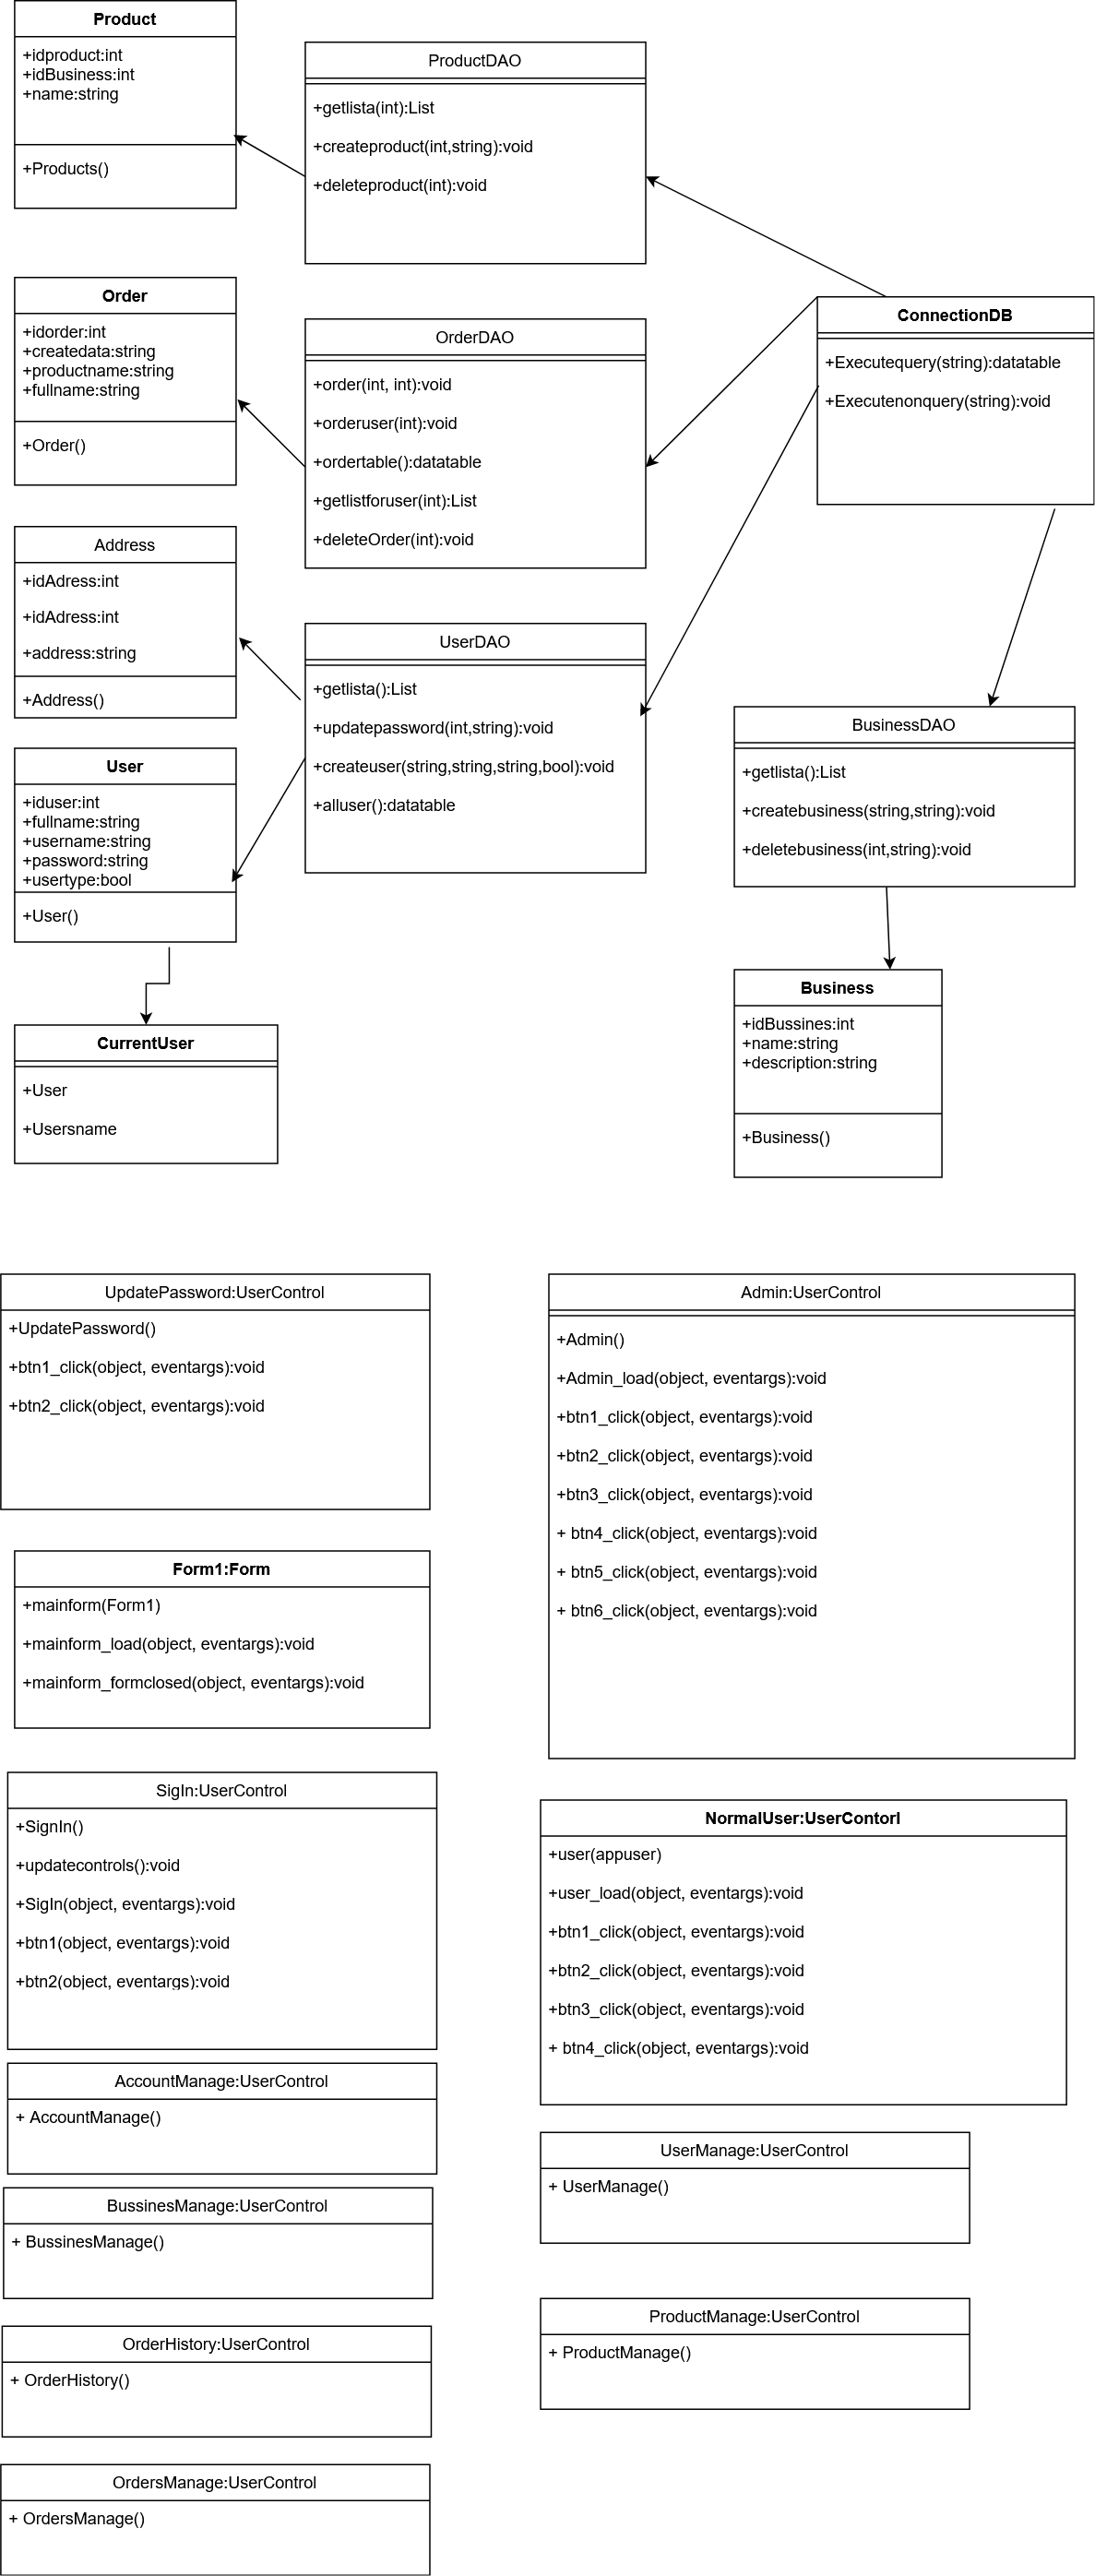 Product
+idproduct:int
+idBusiness:int
+name:string
+Products()
ProductDAO
+getlista(int):List
+createproduct(int,string):void
+deleteproduct(int):void
Order
+idorder:int
+createdata:string
+productname:string
+fullname:string
+Order()
OrderDAO
+order(int, int):void
+orderuser(int):void
+ordertable():datatable
+getlistforuser(int):List
+deleteOrder(int):void
ConnectionDB
+Executequery(string):datatable
+Executenonquery(string):void
Address
+idAdress:int
+idAdress:int
+address:string
+Address()
UserDAO
+getlista():List
+updatepassword(int,string):void
+createuser(string,string,string,bool):void
+alluser():datatable
BusinessDAO
+getlista():List
+createbusiness(string,string):void
+deletebusiness(int,string):void
User
+iduser:int
+fullname:string
+username:string
+password:string
+usertype:bool
+User()
CurrentUser
+User
+Usersname
Business
+idBussines:int
+name:string
+description:string
+Business()
UpdatePassword:UserControl
+UpdatePassword()
+btn1_click(object, eventargs):void
+btn2_click(object, eventargs):void
Admin:UserControl
+Admin()
+Admin_load(object, eventargs):void
+btn1_click(object, eventargs):void
+btn2_click(object, eventargs):void
+btn3_click(object, eventargs):void
+ btn4_click(object, eventargs):void
+ btn5_click(object, eventargs):void
+ btn6_click(object, eventargs):void
Form1:Form
+mainform(Form1)
+mainform_load(object, eventargs):void
+mainform_formclosed(object, eventargs):void
SigIn:UserControl
+SignIn()
+updatecontrols():void
+SigIn(object, eventargs):void
+btn1(object, eventargs):void
+btn2(object, eventargs):void
NormalUser:UserContorl
+user(appuser)
+user_load(object, eventargs):void
+btn1_click(object, eventargs):void
+btn2_click(object, eventargs):void
+btn3_click(object, eventargs):void
+ btn4_click(object, eventargs):void
AccountManage:UserControl
+ AccountManage()
UserManage:UserControl
+ UserManage()
BussinesManage:UserControl
+ BussinesManage()
ProductManage:UserControl
+ ProductManage()
OrderHistory:UserControl
+ OrderHistory()
OrdersManage:UserControl
+ OrdersManage()